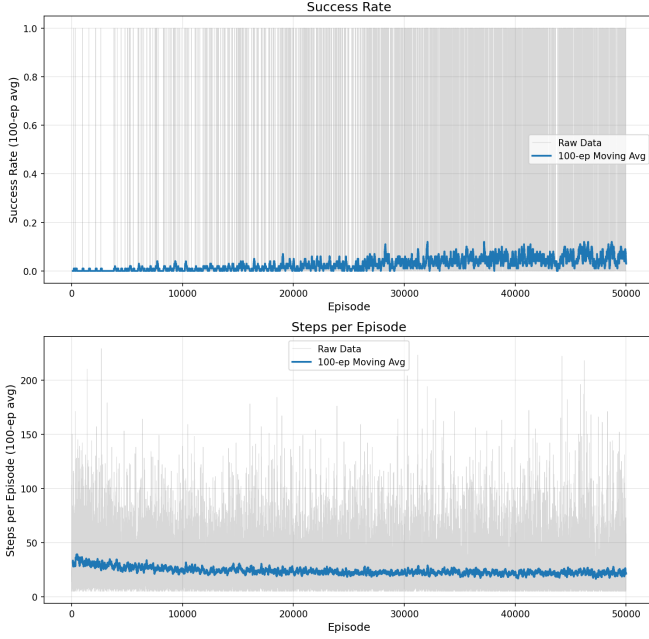 Success Rate
1.0
0.8
0.6
0.4
0.2
0.0
Success Rate (100-ep avg)
Raw Data
100-ep Moving Avg
0
10000
20000
30000
40000
50000
Episode
Steps per Episode
200
150
100
50
0
Steps per Episode (100-ep avg)
Raw Data
100-ep Moving Avg
0
10000
20000
30000
40000
50000
Episode